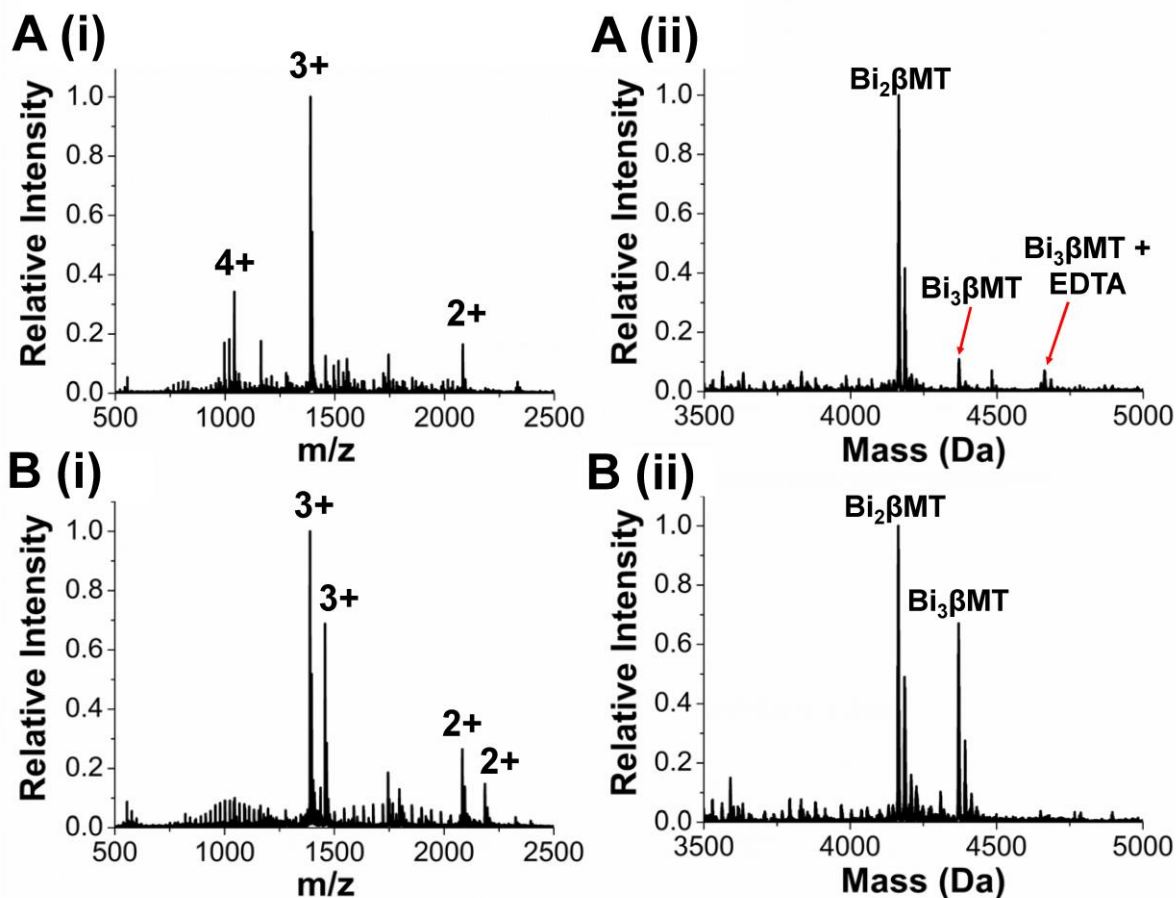 A (i)
3+
4+
2+
Relative Intensity
1.0
0.8
0.6
0.4
0.2
0.0
500 1000 1500 2000 2500
m/z
A (ii)
Bi₂βMT
Bi₃βMT
Bi₃βMT +
EDTA
Relative Intensity
1.0
0.8
0.6
0.4
0.2
0.0
3500 4000 4500 5000
Mass (Da)
B (i)
3+
3+
2+
2+
Relative Intensity
1.0
0.8
0.6
0.4
0.2
0.0
500 1000 1500 2000 2500
m/z
B (ii)
Bi₂βMT
Bi₃βMT
Relative Intensity
1.0
0.8
0.6
0.4
0.2
0.0
3500 4000 4500 5000
Mass (Da)